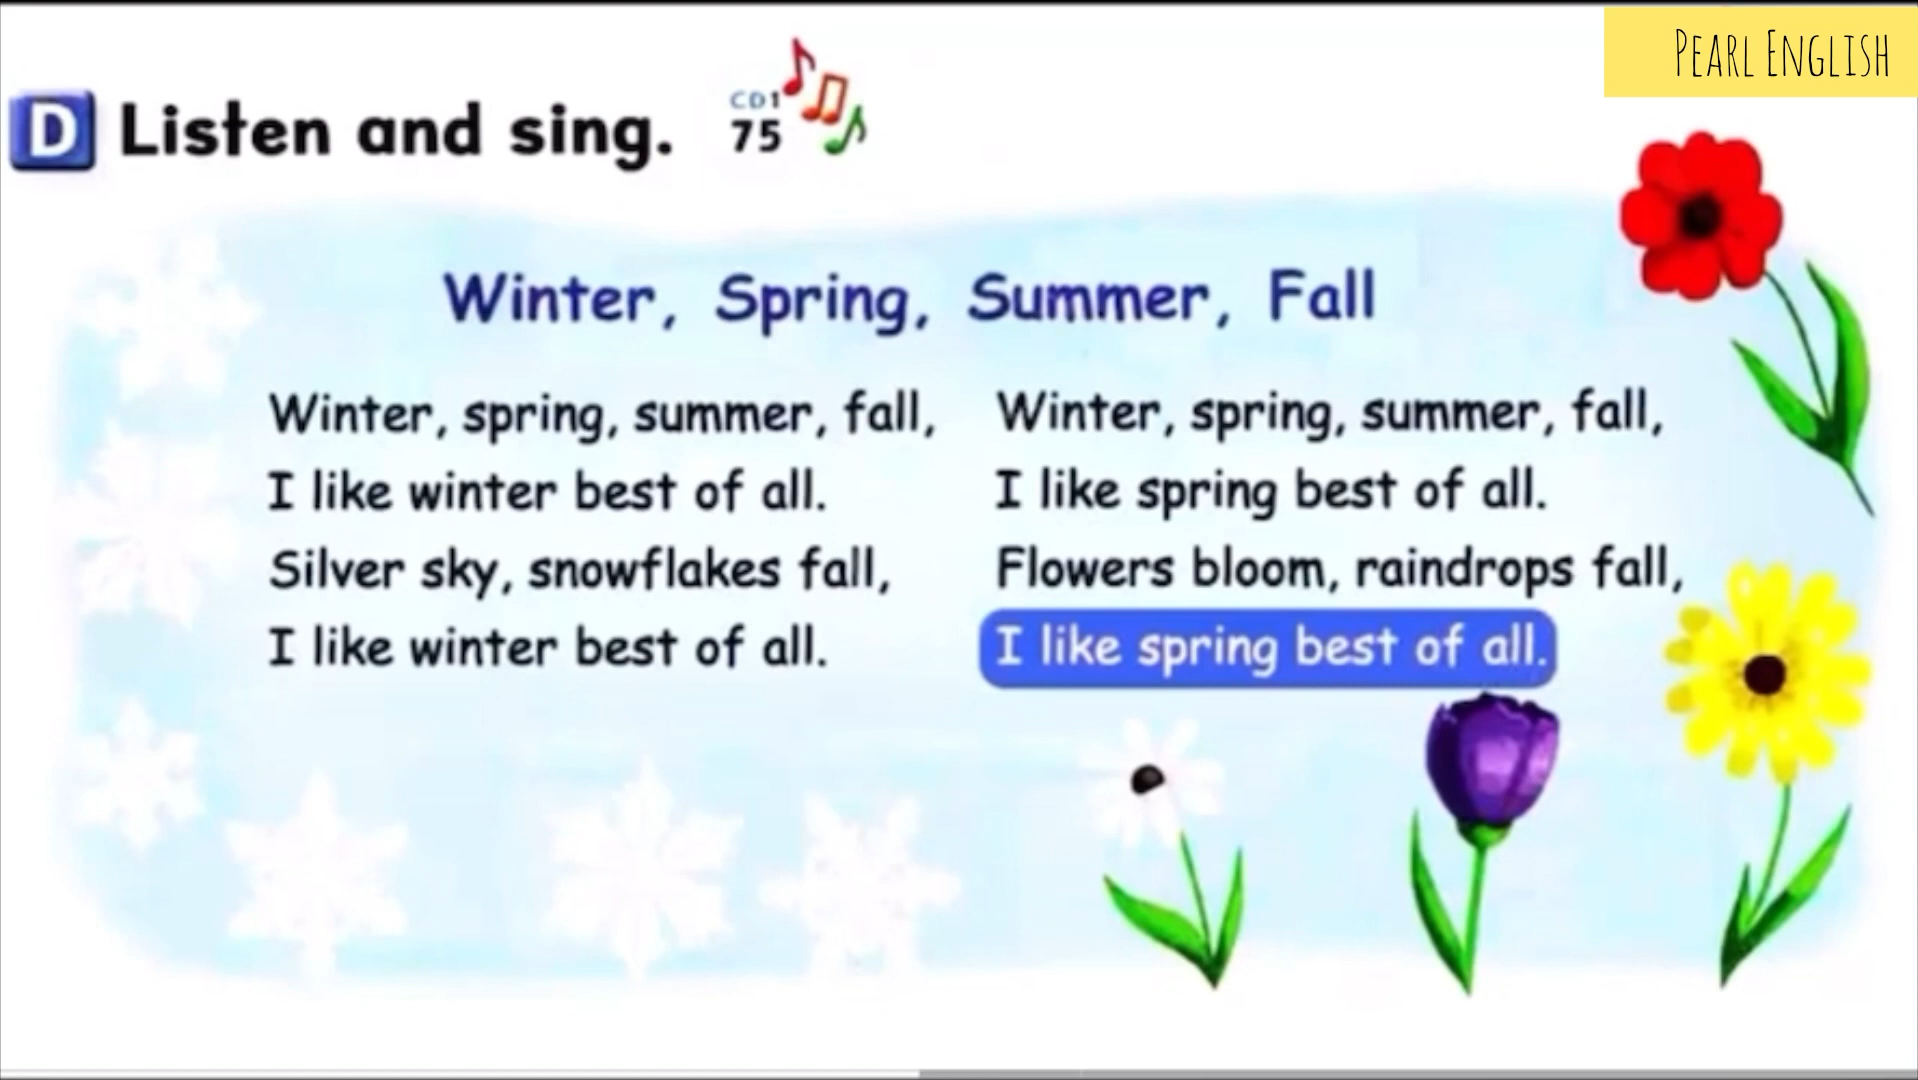 PEARL ENGLISH
D Listen and sing.
CD1
75
Winter, Spring, Summer, Fall
Winter, spring, summer, fall,
I like winter best of all.
Silver sky, snowflakes fall,
I like winter best of all.
Winter, spring, summer, fall,
I like spring best of all.
Flowers bloom, raindrops fall,
I like spring best of all.